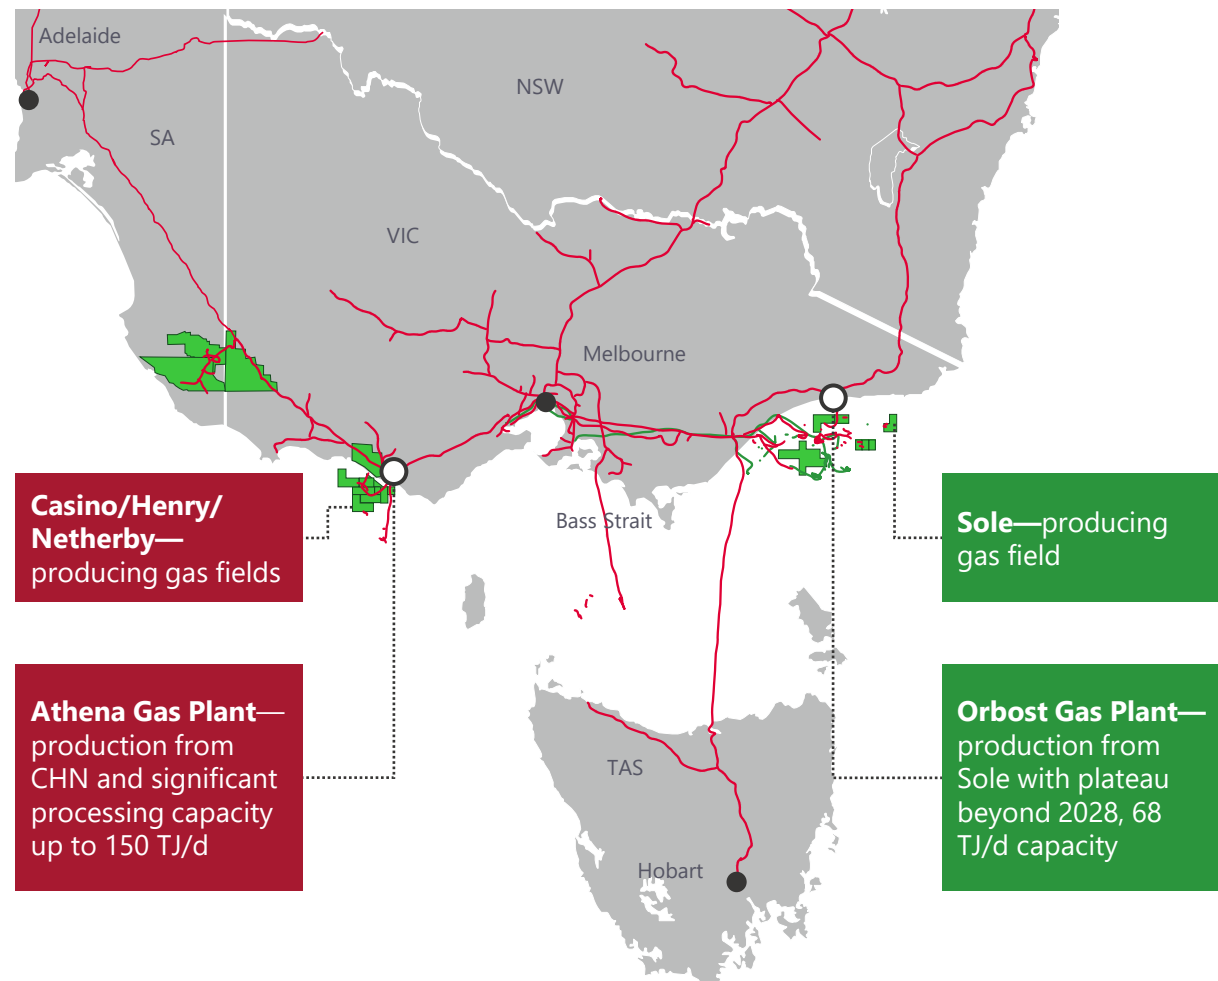 Adelaide
NSW
SA
VIC
Melbourne
Bass Strait
TAS
Hobart
Casino/Henry/
Netherby—
producing gas fields
Athena Gas Plant—
production from
CHN and significant
processing capacity
up to 150 TJ/d
Sole—producing
gas field
Orbost Gas Plant—
production from
Sole with plateau
beyond 2028, 68
TJ/d capacity